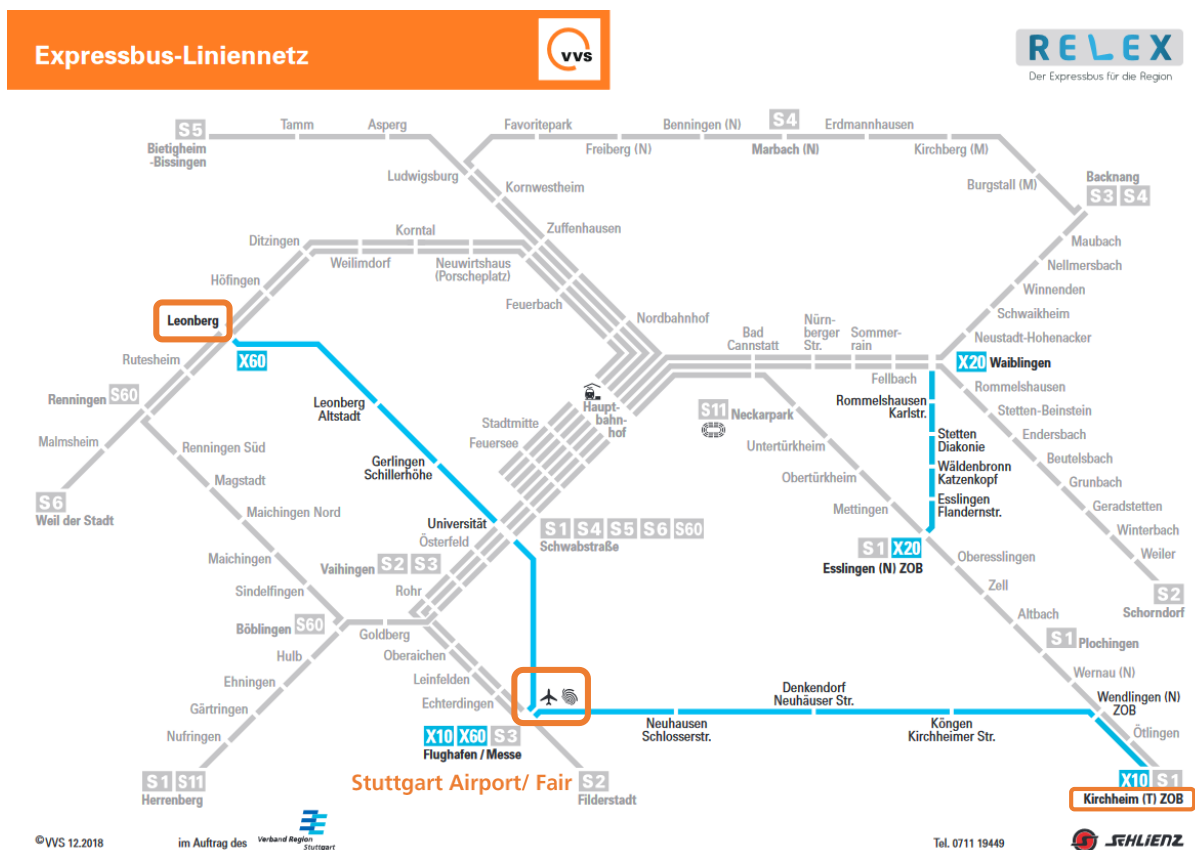 Expressbus-Liniennetz
VVS
RELEX
Der Expressbus für die Region
S5
Bietigheim
-Bissingen
Tamm
Asperg
Ludwigsburg
Favoritepark
Freiberg (N)
Benningen (N)
S4
Marbach (N)
Erdmannhausen
Kirchberg (M)
Burgstall (M)
Backnang
S3 S4
Kornwestheim
Zuffenhausen
Maubach
Nellmersbach
Winnenden
Schwaikheim
Neustadt-Hohenacker
Ditzingen
Korntal
Weilimdorf
Neuwirtshaus
(Porscheplatz)
Höfingen
Feuerbach
Nordbahnhof
Leonberg
X60
Rutesheim
Renningen S60
Malmsheim
S6
Weil der Stadt
Bad
Cannstatt
Nürn-
berger
Str.
Sommer-
rain
Fellbach
X20 Waiblingen
Rommelshausen
Stetten-Beinstein
Endersbach
Beutelsbach
Grunbach
Geradstetten
Winterbach
Weiler
S2
Schorndorf
Rommelshausen
Karlstr.
Stetten
Diakonie
Wäldenbronn
Katzenkopf
Esslingen
Flandernstr.
S1 X20
Esslingen (N) ZOB
Leonberg
Altstadt
Gerlingen
Schillerhöhe
Universität
Österfeld
Stadtmitte
Feuersee
Haupt-
bahn-
hof
S11 Neckarpark
Untertürkheim
Obertürkheim
Mettingen
S1 S4 S5 S6 S60
Schwabstraße
Renningen Süd
Magstadt
Maichingen Nord
Maichingen
Sindelfingen
Böblingen S60
Vaihingen S2 S3
Rohr
Goldberg
Hulb
Ehningen
Gärtringen
Nufringen
S1 S11
Herrenberg
Oberaichen
Leinfelden
Echterdingen
X10 X60 S3
Flughafen / Messe
Stuttgart Airport/ Fair
S2
Filderstadt
Oberesslingen
Zell
Altbach
S1 Plochingen
Wernau (N)
Wendlingen (N)
ZOB
Ötlingen
Neuhausen
Schlosserstr.
Denkendorf
Neuhäuser Str.
Köngen
Kirchheimer Str.
X10 S1
Kirchheim (T) ZOB
©VVS 12.2018
im Auftrag des
Verband Region
Stuttgart
Tel. 0711 19449
SCHLIENZ